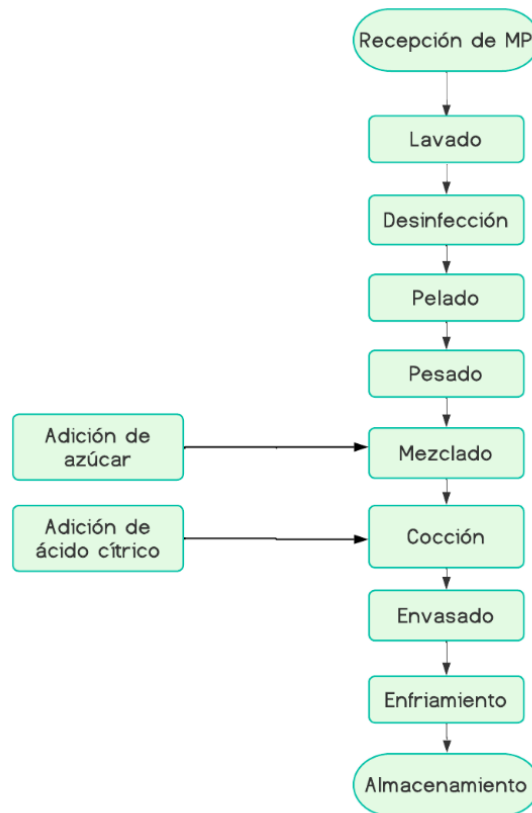 Recepción de MP
Lavado
Desinfección
Pelado
Pesado
Adición de
azúcar
Mezclado
Adición de
ácido cítrico
Cocción
Envasado
Enfriamiento
Almacenamiento